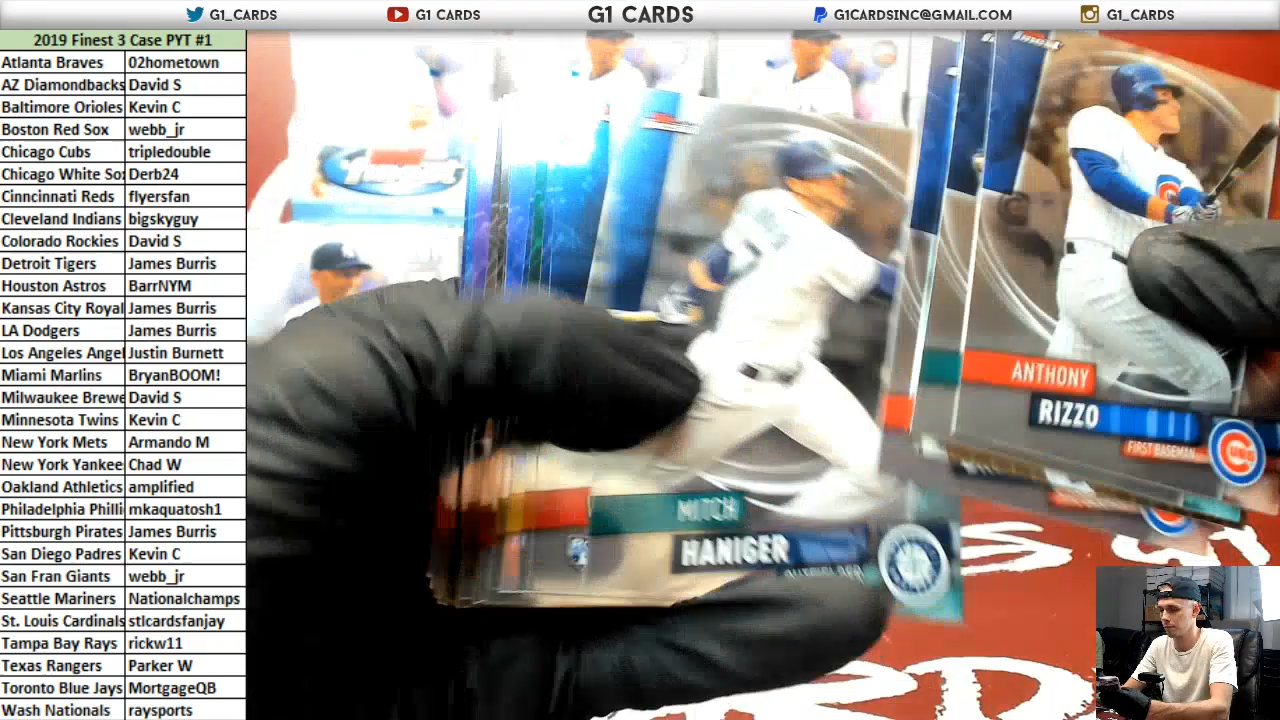 G1_CARDS
G1 CARDS
G1 CARDS
G1CARDSINC@GMAIL.COM
G1_CARDS
2019 Finest 3 Case PYT #1
Atlanta Braves 02hometown
AZ Diamondbacks David S
Baltimore Orioles Kevin C
Boston Red Sox webb_jr
Chicago Cubs tripledouble
Chicago White So Derb24
Cinncinnati Reds flyersfan
Cleveland Indians bigskyguy
Colorado Rockies David S
Detroit Tigers James Burris
Houston Astros BarrNYM
Kansas City Royal James Burris
LA Dodgers James Burris
Los Angeles Angel Justin Burnett
Miami Marlins BryanBOOM!
Milwaukee Brewe David S
Minnesota Twins Kevin C
New York Mets Armando M
New York Yankee Chad W
Oakland Athletics amplified
Philadelphia Philli mkaquatosh1
Pittsburgh Pirates James Burris
San Diego Padres Kevin C
San Fran Giants webb_jr
Seattle Mariners Nationalchamps
St. Louis Cardinals stlcardsfanjay
Tampa Bay Rays rickw11
Texas Rangers Parker W
Toronto Blue Jays MortgageQB
Wash Nationals raysports
Finest
ANTHONY
RIZZO
FIRST BASEMAN
MITCH
HANIGER
OUTFIELDER